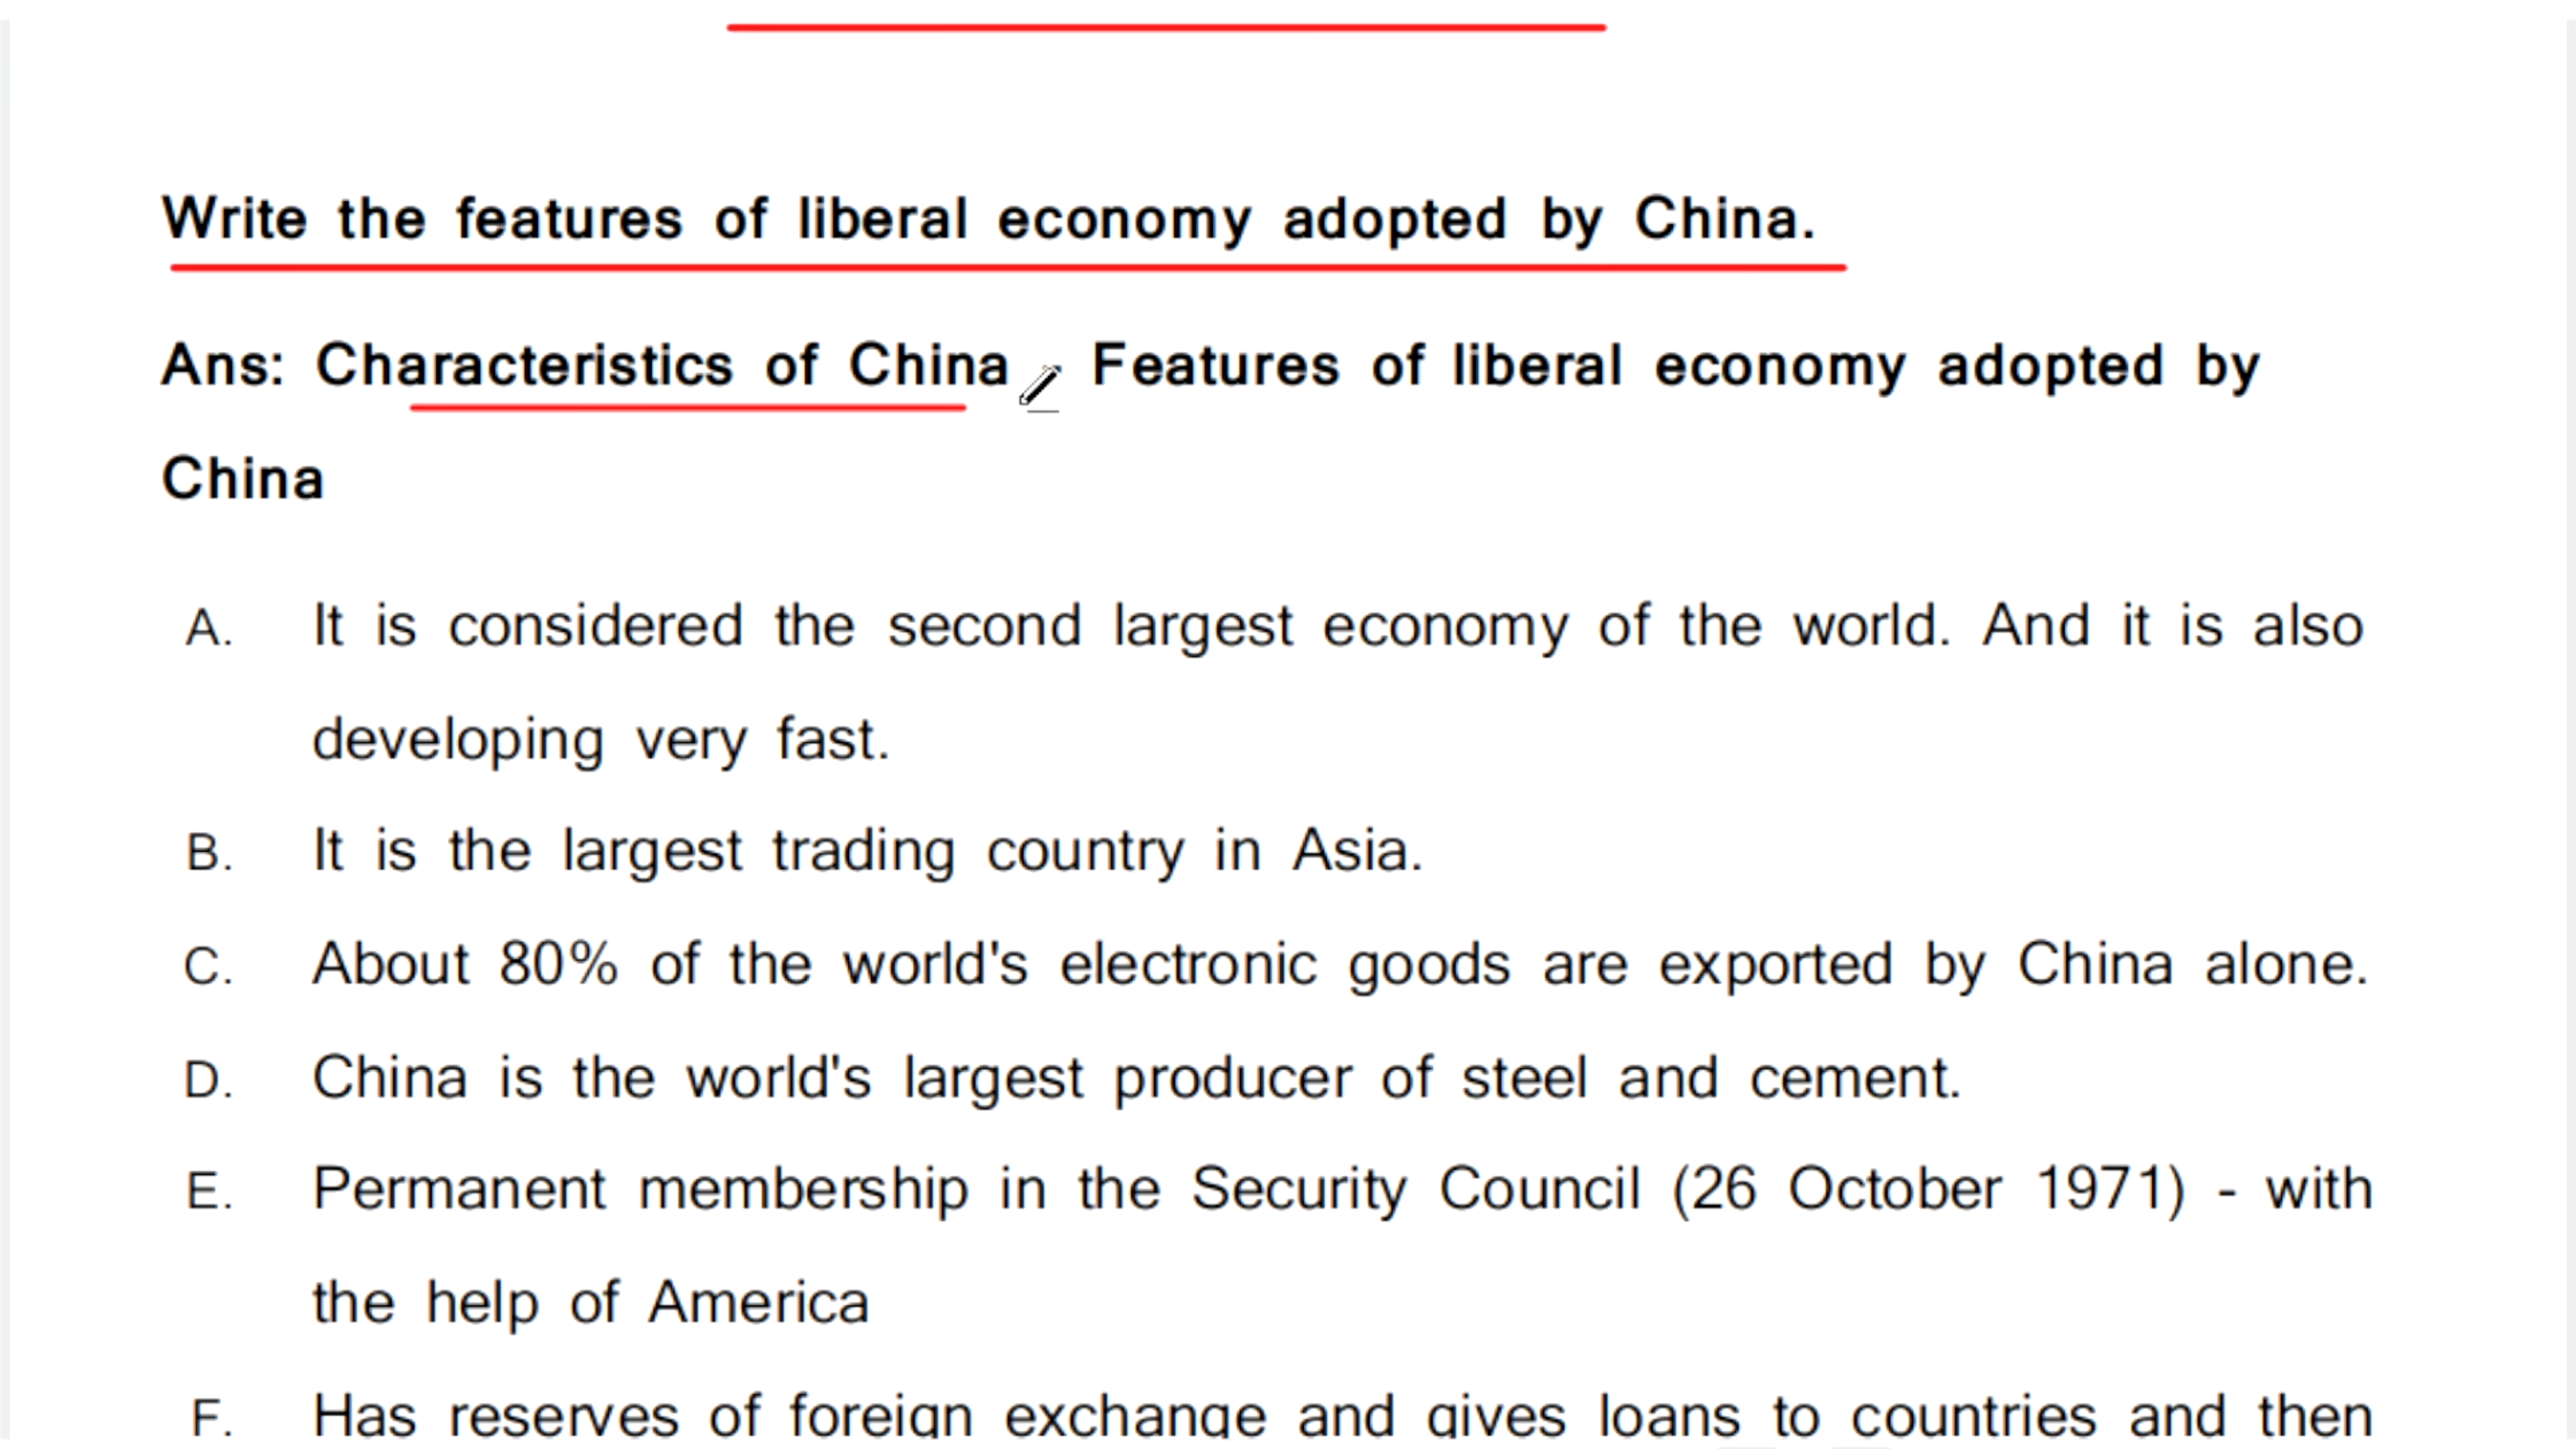 Write the features of liberal economy adopted by China.
Ans: Characteristics of China Features of liberal economy adopted by
China
A. It is considered the second largest economy of the world. And it is also
developing very fast.
B. It is the largest trading country in Asia.
C. About 80% of the world's electronic goods are exported by China alone.
D. China is the world's largest producer of steel and cement.
E. Permanent membership in the Security Council (26 October 1971) - with
the help of America
F. Has reserves of foreign exchange and gives loans to countries and then